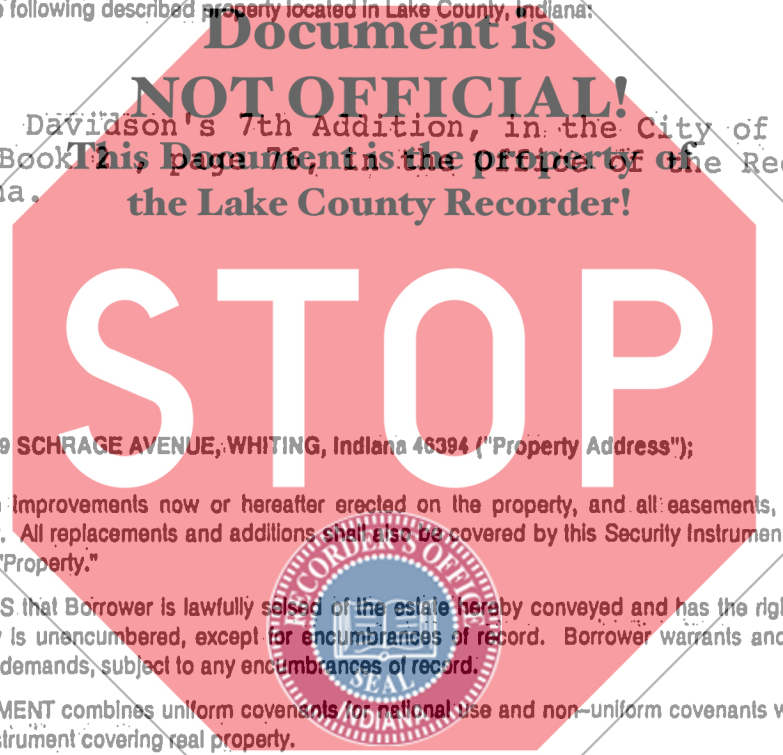 following described property located in Lake County, Indiana:
Document is
NOT OFFICIAL!
Davidson's 7th Addition, in the City of
Book 2 , page 76, in the Office of the Re
This Document is the property of
the Lake County Recorder!
STOP
9 SCHRAGE AVENUE, WHITING, Indiana 46394 ("Property Address");
improvements now or hereafter erected on the property, and all easements,
. All replacements and additions shall also be covered by this Security Instrumen
"Property."
S that Borrower is lawfully seised of the estate hereby conveyed and has the righ
is unencumbered, except for encumbrances of record. Borrower warrants and
demands, subject to any encumbrances of record.
MENT combines uniform covenants for national use and non-uniform covenants w
strument covering real property.
RECORDER'S OFFICE
SEAL
INDIANA